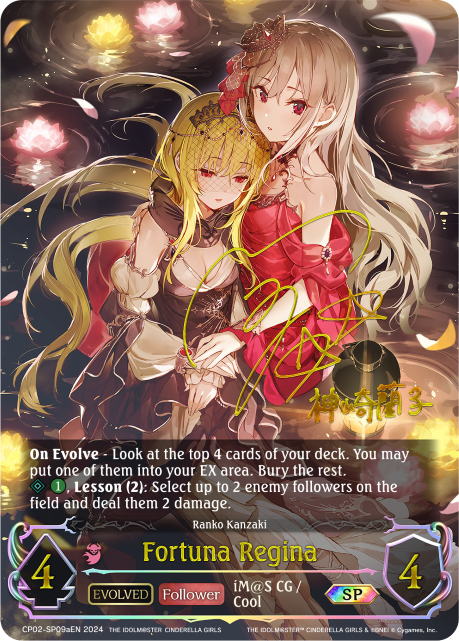 神崎蘭子
On Evolve - Look at the top 4 cards of your deck. You may
put one of them into your EX area. Bury the rest.
1, Lesson (2): Select up to 2 enemy followers on the
field and deal them 2 damage.
Ranko Kanzaki
Fortuna Regina
4
4
EVOLVED
Follower
iM@S CG /
Cool
SP
CP02-SP09aEN 2024 THE IDOLM@STER CINDERELLA GIRLS THE IDOLM@STER™ CINDERELLA GIRLS & ©BNEI © Cygames, Inc.